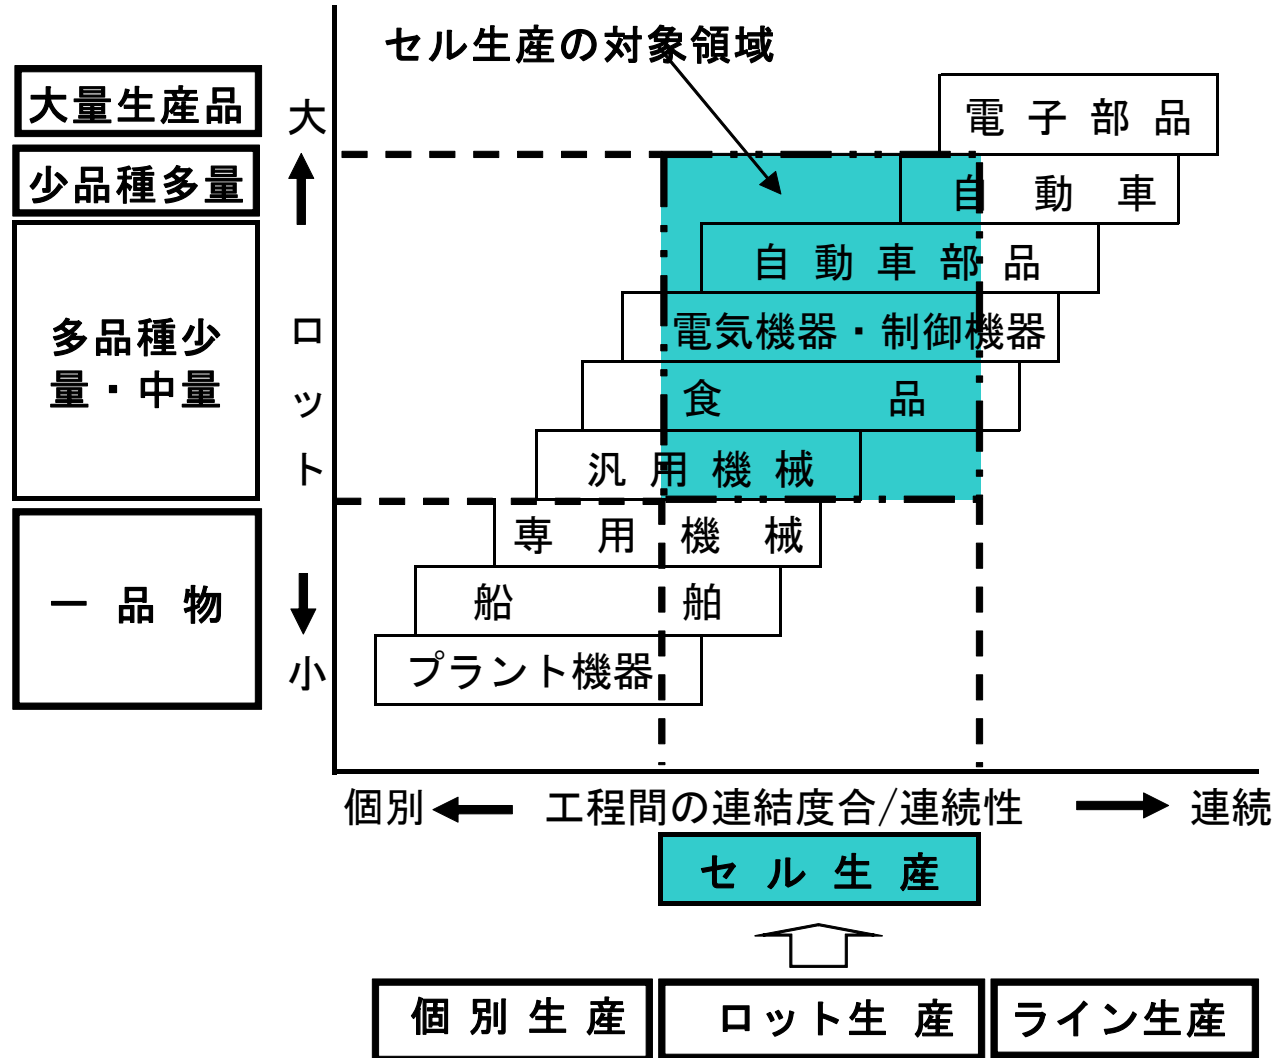 セル生産の対象領域
大量生産品
少品種多量
多品種少
量・中量
一品物
大
ロット
小
電子部品
自動車
自動車部品
電気機器・制御機器
食品
汎用機械
専用機械
船舶
プラント機器
個別
工程間の連結度合/連続性
連続
セル生産
個別生産
ロット生産
ライン生産